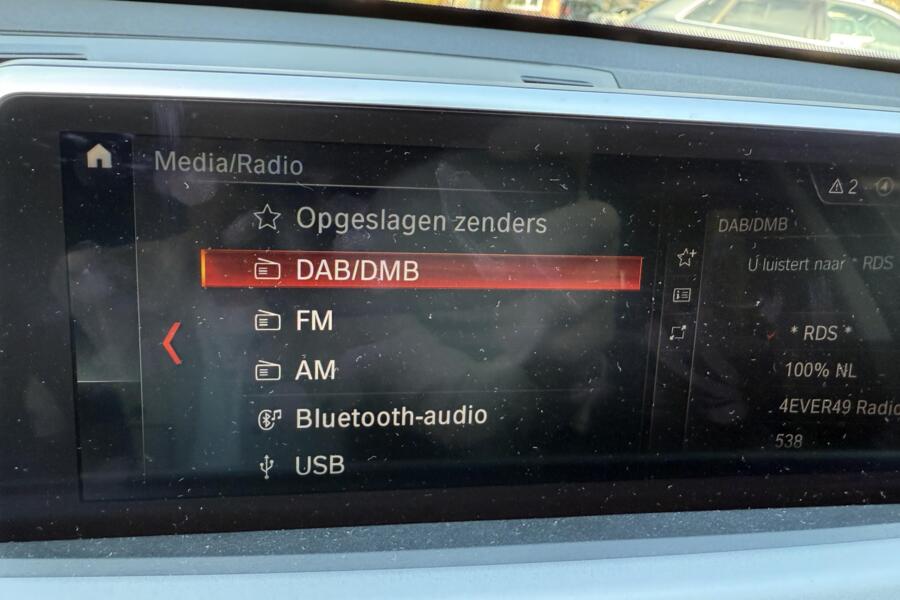 Media/Radio
Opgeslagen zenders
DAB/DMB
FM
AM
Bluetooth-audio
USB
2
DAB/DMB
U luistert naar * RDS
* RDS *
100% NL
4EVER49 Radio
538